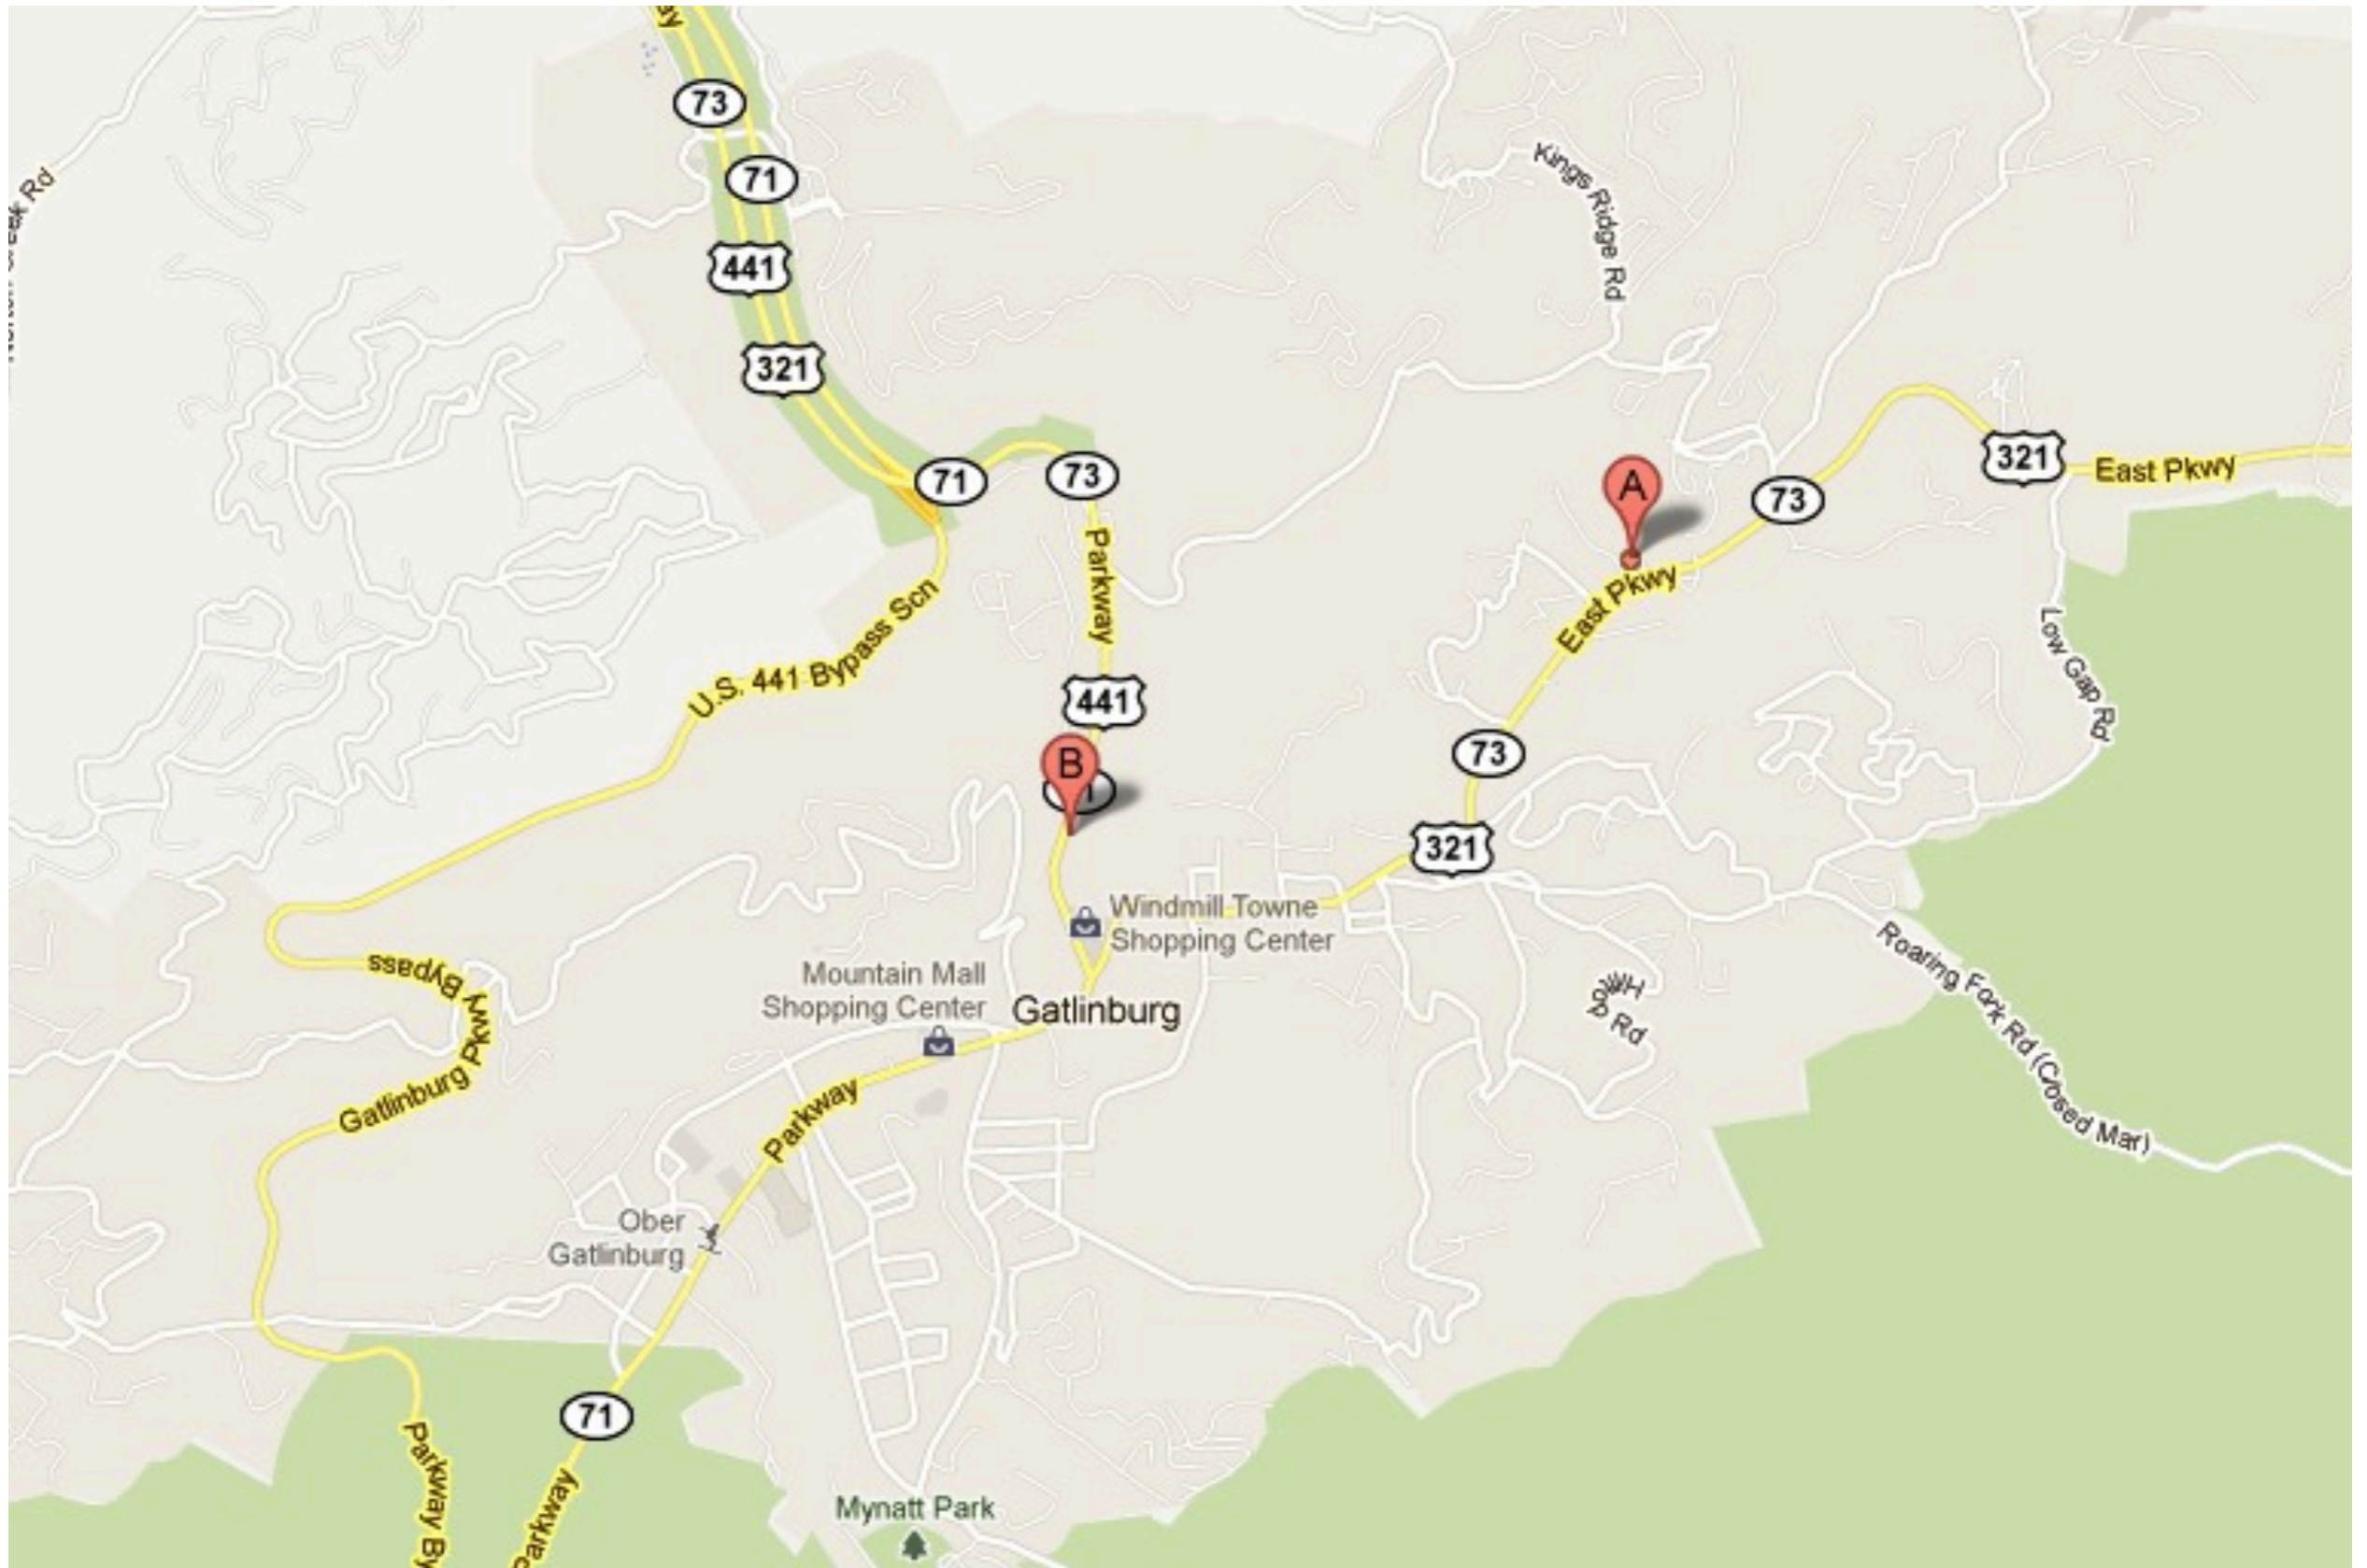 73
71
441
321
Kings Ridge Rd
71
73
321
East Pkwy
A
73
Parkway
East Pkwy
U.S. 441 Bypass Scn
Low Gap Rd
441
73
B
321
Windmill Towne
Shopping Center
Mountain Mall
Shopping Center
Gatlinburg
Roaring Fork Rd (Closed Mar)
Gatlinburg Pkwy Bypass
Rd
Parkway
Ober
Gatlinburg
71
Parkway By
Parkway
Mynatt Park